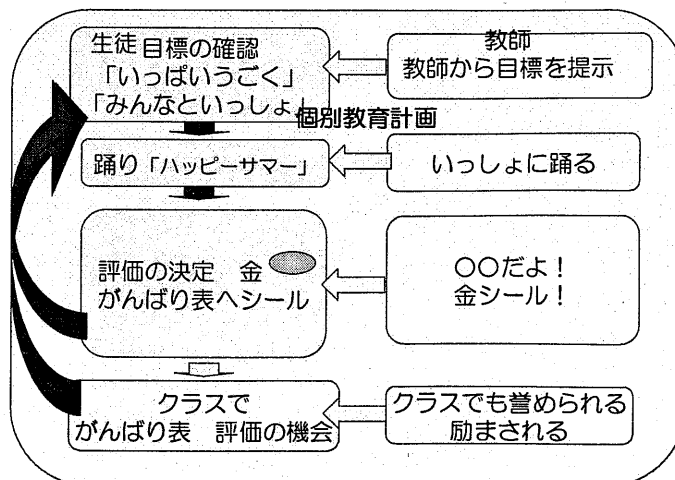 生徒 目標の確認
「いっぱいうごく」
「みんなといっしょ」
教師
教師から目標を提示
個別教育計画
踊り「ハッピーサマー」
いっしょに踊る
評価の決定 金
がんばり表へシール
〇〇だよ！
金シール！
クラスで
がんばり表 評価の機会
クラスでも誉められる
励まされる